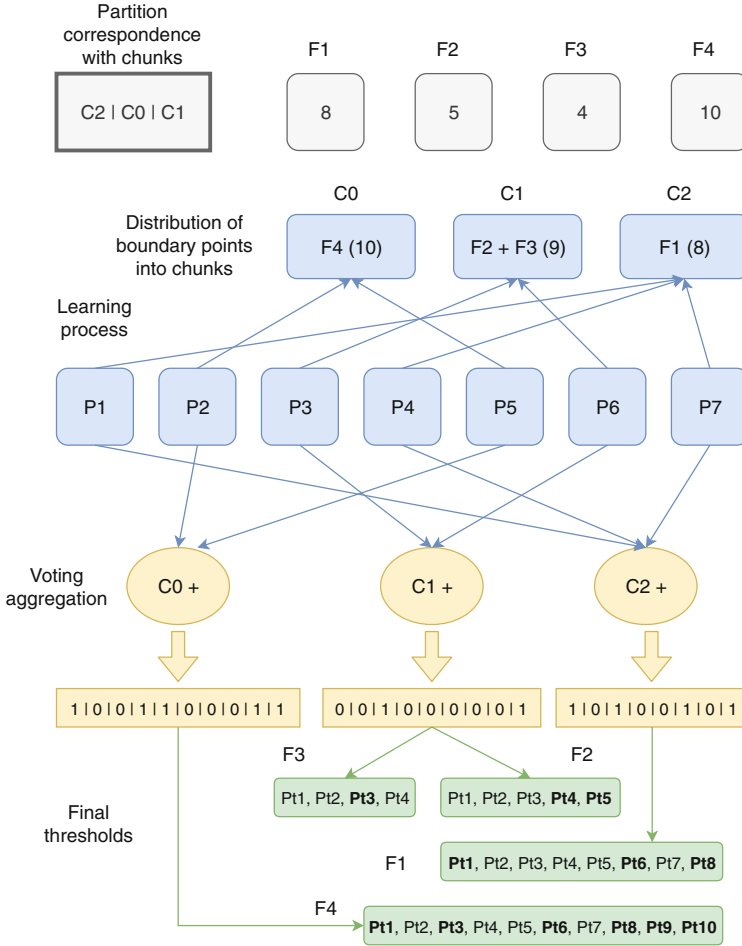 Partition
correspondence
with chunks
F1
F2
F3
F4
C2 | C0 | C1
8
5
4
10
C0
C1
C2
Distribution of
boundary points
into chunks
F4 (10)
F2 + F3 (9)
F1 (8)
Learning
process
P1
P2
P3
P4
P5
P6
P7
Voting
aggregation
C0 +
C1 +
C2 +
1 | 0 | 0 | 1 | 1 | 0 | 0 | 0 | 1 | 1
0 | 0 | 1 | 0 | 0 | 0 | 0 | 0 | 1
1 | 0 | 1 | 0 | 0 | 1 | 0 | 1
F3
F2
Pt1, Pt2, Pt3, Pt4
Pt1, Pt2, Pt3, Pt4, Pt5
Final
thresholds
F1
Pt1, Pt2, Pt3, Pt4, Pt5, Pt6, Pt7, Pt8
F4
Pt1, Pt2, Pt3, Pt4, Pt5, Pt6, Pt7, Pt8, Pt9, Pt10